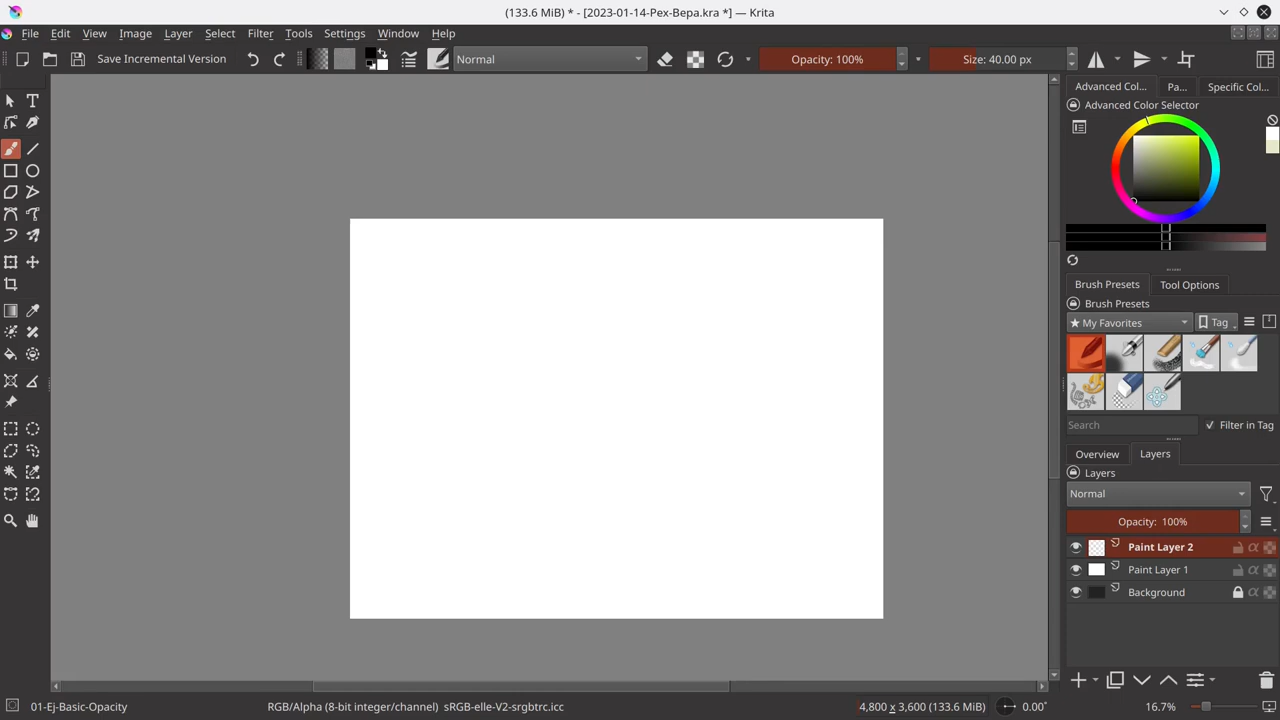 (133.6 MiB) * - [2023-01-14-Pex-Bepa.kra *] — Krita
File Edit View Image Layer Select Filter Tools Settings Window Help
Save Incremental Version Normal Opacity: 100% Size: 40.00 px
Advanced Col... Pa... Specific Col...
Advanced Color Selector
Brush Presets Tool Options
Brush Presets
★ My Favorites Tag
Search Filter in Tag
Overview Layers
Layers
Normal
Opacity: 100%
Paint Layer 2
Paint Layer 1
Background
01-Ej-Basic-Opacity RGB/Alpha (8-bit integer/channel) sRGB-elle-V2-srgbtrc.icc 4,800 x 3,600 (133.6 MiB) 0.00° 16.7%